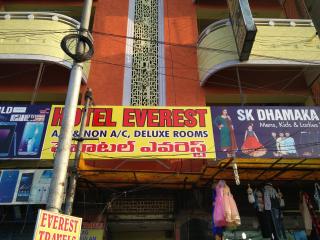 HOTEL EVEREST
A/C & NON A/C, DELUXE ROOMS
హోటల్ ఎవరెస్ట్
SK DHAMAKA
Mens, Kids & Ladies
EVEREST
TRAVELS